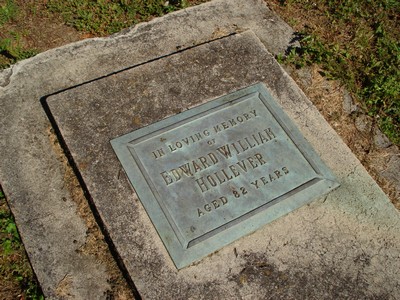 IN LOVING MEMORY
OF
EDWARD WILLIAM
HOLLEVER
AGED 82 YEARS